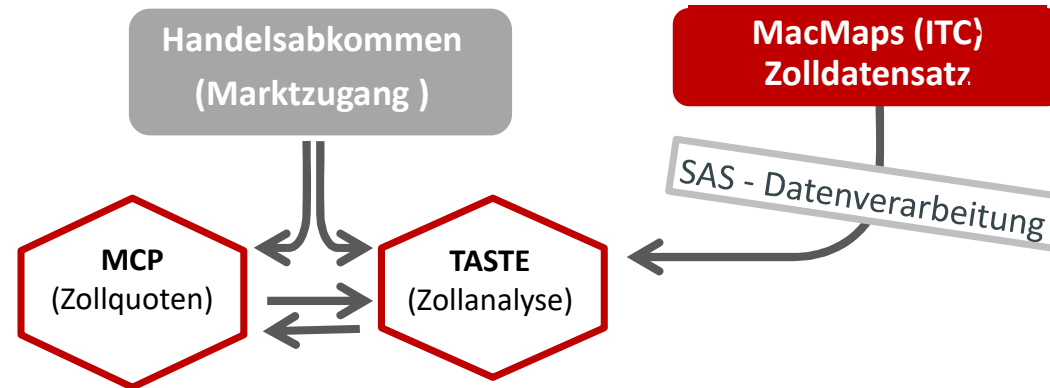 Handelsabkommen
(Marktzugang )
MacMaps (ITC)
Zolldatensatz
SAS - Datenverarbeitung
MCP
(Zollquoten)
TASTE
(Zollanalyse)